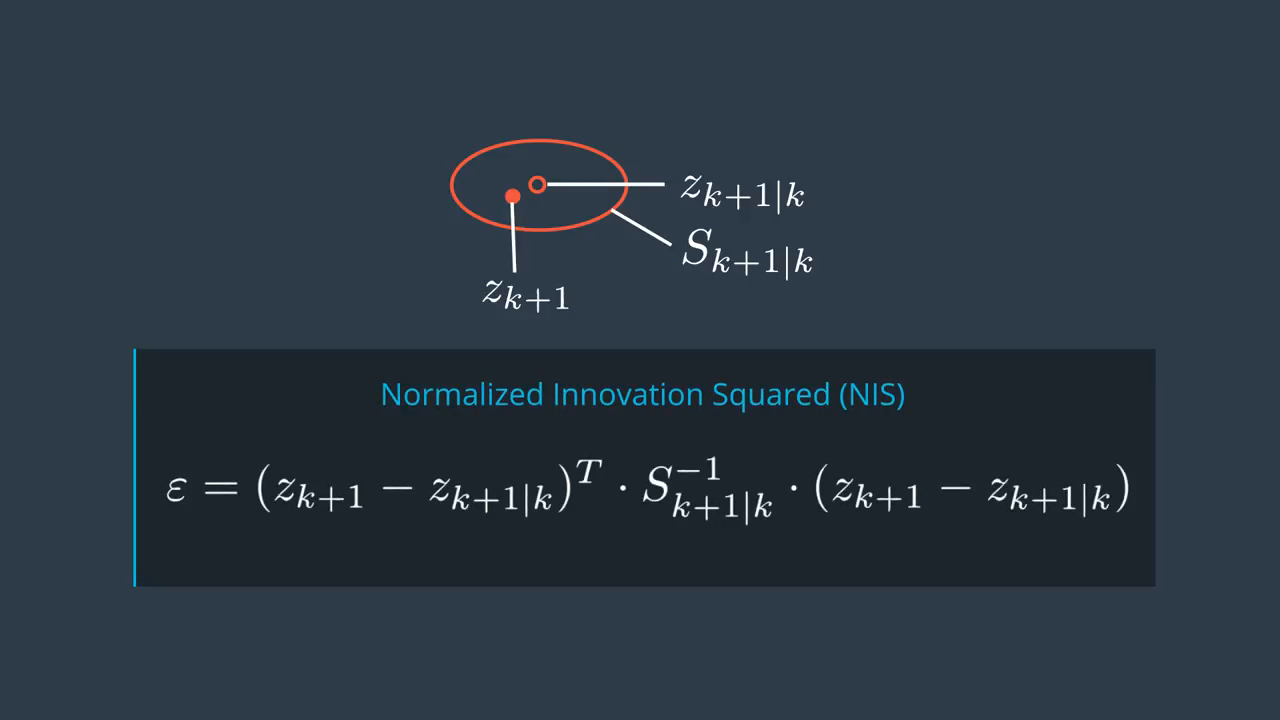 z_{k+1|k}
S_{k+1|k}
z_{k+1}
Normalized Innovation Squared (NIS)
ε = (z_{k+1} − z_{k+1|k})^T · S_{k+1|k}^{−1} · (z_{k+1} − z_{k+1|k})